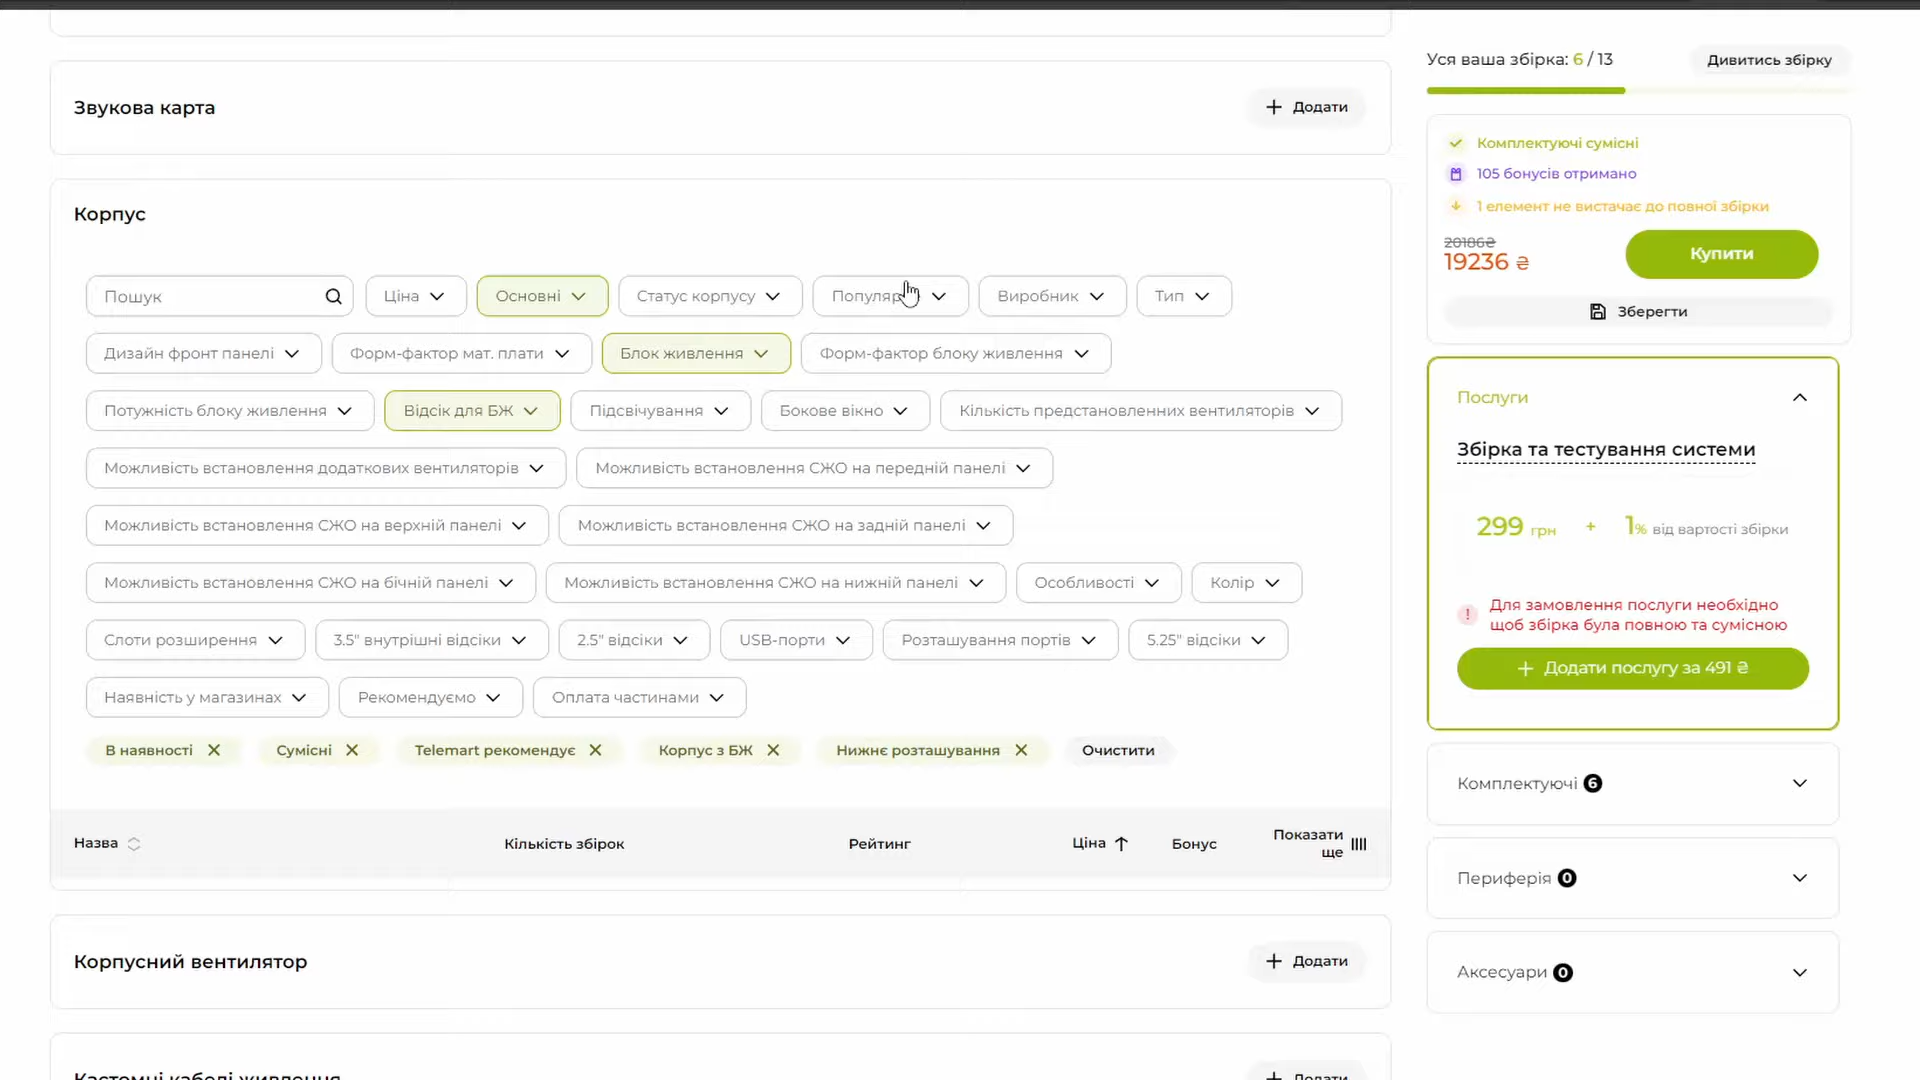 Звукова карта
Додати
Корпус
Пошук
Ціна
Основні
Статус корпусу
Виробник
Тип
Дизайн фронт панелі
Форм-фактор мат. плати
Блок живлення
Форм-фактор блоку живлення
Потужність блоку живлення
Відсік для БЖ
Підсвічування
Бокове вікно
Кількість предстановленних вентиляторів
Можливість встановлення додаткових вентиляторів
Можливість встановлення СЖО на передній панелі
Можливість встановлення СЖО на верхній панелі
Можливість встановлення СЖО на задній панелі
Можливість встановлення СЖО на бічній панелі
Можливість встановлення СЖО на нижній панелі
Особливості
Колір
Слоти розширення
3.5" внутрішні відсіки
2.5" відсіки
USB-порти
Розташування портів
5.25" відсіки
Наявність у магазинах
Рекомендуємо
Оплата частинами
В наявності
Сумісні
Telemart рекомендує
Корпус з БЖ
Нижнє розташування
Очистити
Назва
Кількість збірок
Рейтинг
Ціна
Бонус
Показати
ще
Корпусний вентилятор
Додати
Кастомні кабелі живлення
Додати
Уся ваша збірка: 6 / 13
Дивитись збірку
Комплектуючі сумісні
105 бонусів отримано
1 елемент не вистачає до повної збірки
20186₴
19236 ₴
Купити
Зберегти
Послуги
Збірка та тестування системи
299 грн + 1% від вартості збірки
Для замовлення послуги необхідно
щоб збірка була повною та сумісною
Додати послугу за 491 ₴
Комплектуючі 6
Периферія 0
Аксесуари 0